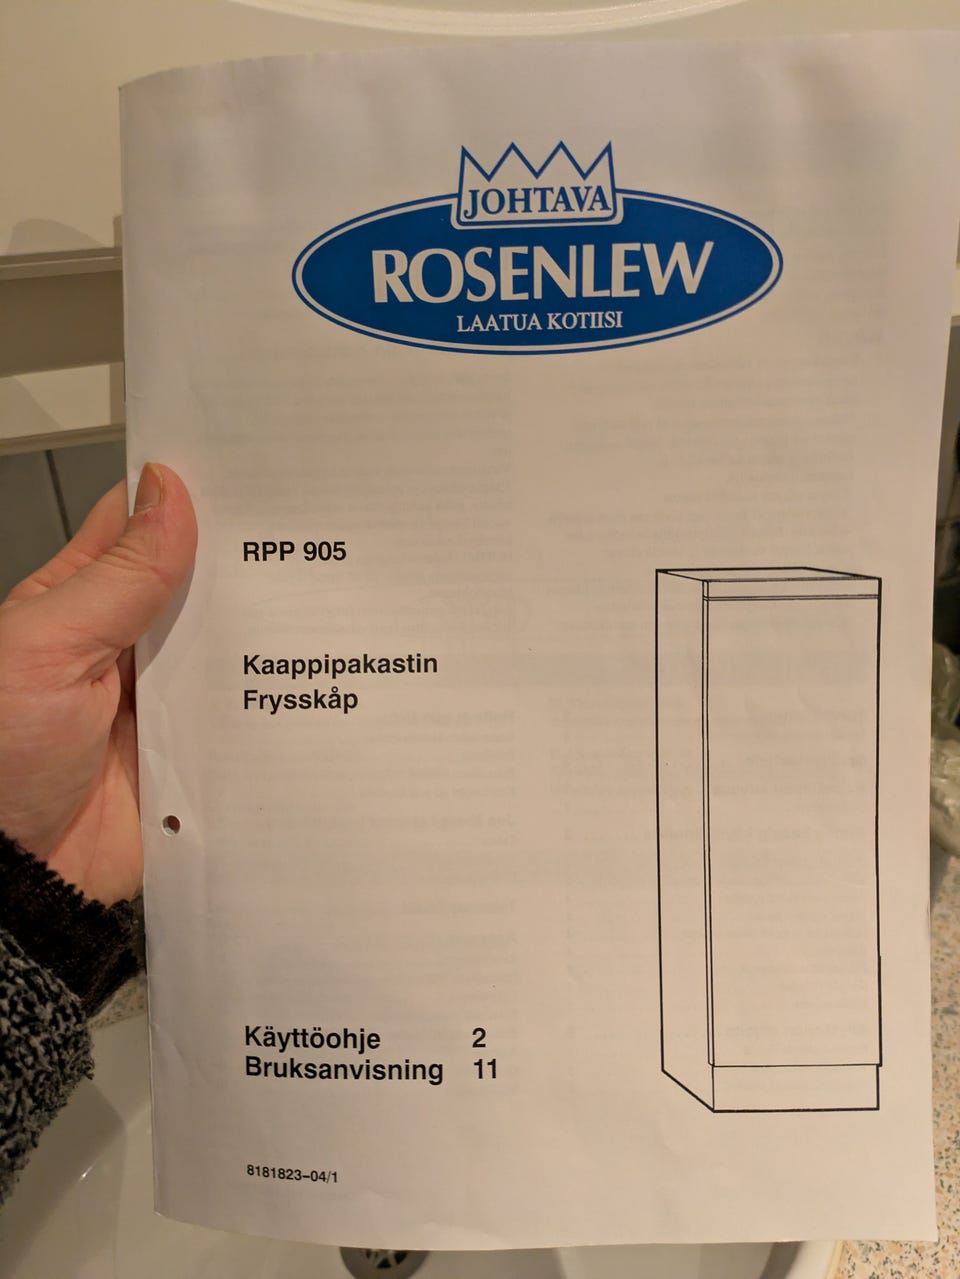 JOHTAVA
ROSENLEW
LAATUA KOTIISI
RPP 905
Kaappipakastin
Frysskåp
Käyttöohje 2
Bruksanvisning 11
8181823-04/1